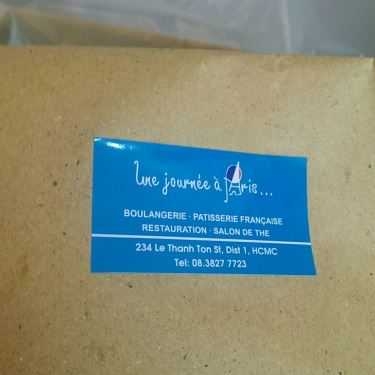 Une journée à Paris...
BOULANGERIE · PATISSERIE FRANÇAISE
RESTAURATION · SALON DE THE
234 Le Thanh Ton St, Dist 1, HCMC
Tel: 08.3827 7723